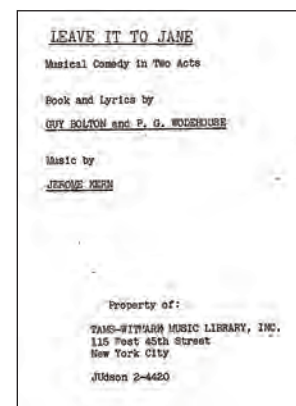 LEAVE IT TO JANE
Musical Comedy in Two Acts
Book and Lyrics by
GUY BOLTON and P. G. WODEHOUSE
Music by
JEROME KERN
Property of:
TAMS-WITMARK MUSIC LIBRARY, INC.
115 West 45th Street
New York City
JUdson 2-4420